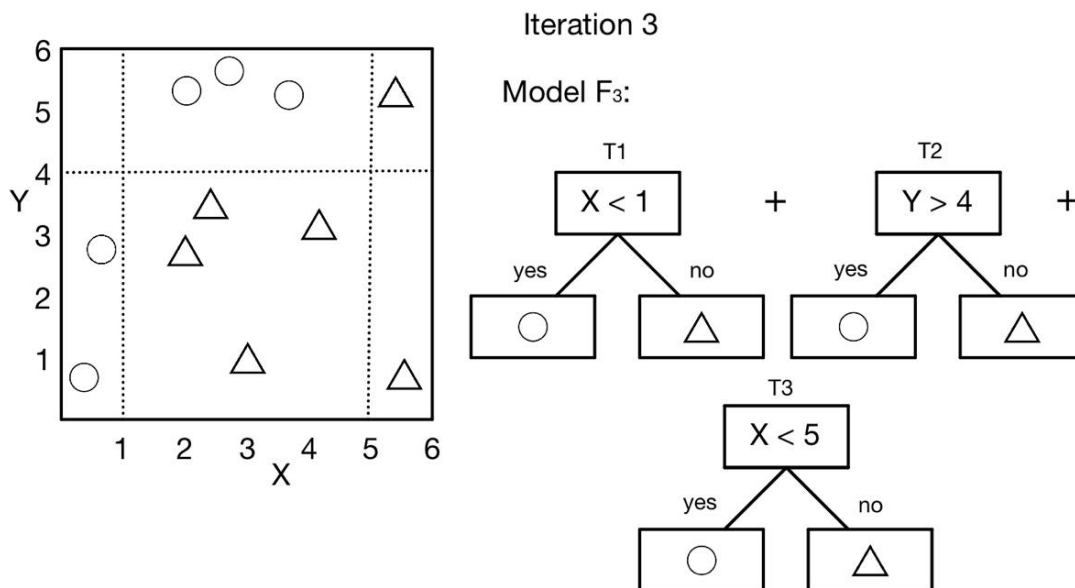 Iteration 3
Model F₃:
6
5
4
3
2
1
Y
1 2 3 4 5 6
X
T1
X < 1
yes no
+
T2
Y > 4
yes no
+
T3
X < 5
yes no